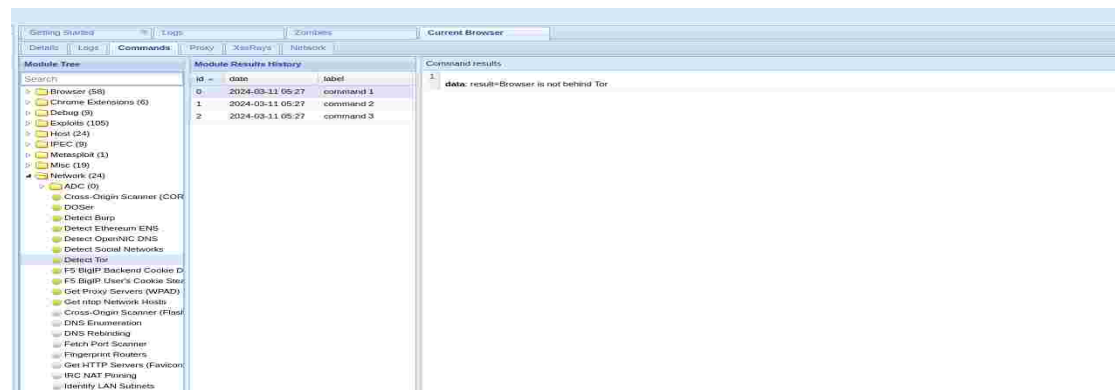 Getting Started Logs Zombies Current Browser
Details Logs Commands Proxy XssRays Network
Module Tree
Search
Browser (58)
Chrome Extensions (6)
Debug (9)
Exploits (105)
Host (24)
IPEC (9)
Metasploit (1)
Misc (19)
Network (24)
ADC (0)
Cross-Origin Scanner (COR
DOSer
Detect Burp
Detect Ethereum ENS
Detect OpenNIC DNS
Detect Social Networks
Detect Tor
F5 BigIP Backend Cookie D
F5 BigIP User's Cookie Stea
Get Proxy Servers (WPAD)
Get ntop Network Hosts
Cross-Origin Scanner (Flash
DNS Enumeration
DNS Rebinding
Fetch Port Scanner
Fingerprint Routers
Get HTTP Servers (Favicon
IRC NAT Pinning
Identify LAN Subnets
Module Results History
id date label
0 2024-03-11 05:27 command 1
1 2024-03-11 05:27 command 2
2 2024-03-11 05:27 command 3
Command results
1
data: result=Browser is not behind Tor